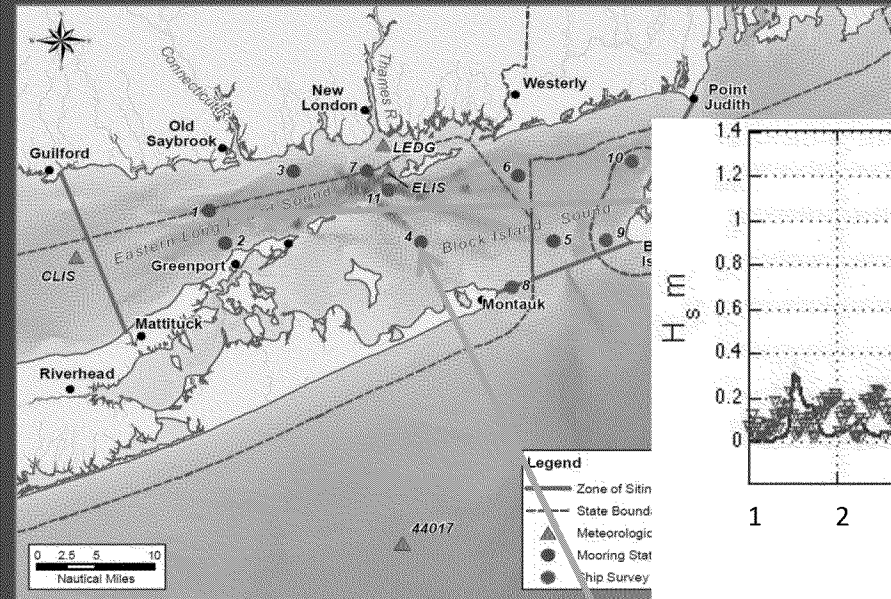 Connecticut
Thames R.
Westerly
Point
Judith
New
London
Old
Saybrook
Guilford
LEDG
3
7
6
10
ELIS
11
1
Eastern Long Sound
2
4
Block Island Sound
5
9
CLIS
Greenport
8
Montauk
Mattituck
Riverhead
44017
0 2.5 5 10
Nautical Miles
Legend
Zone of Sitin
State Bounda
Meteorologic
Mooring Stat
Ship Survey
1.4
1.2
1
0.8
0.6
0.4
0.2
0
H s m
1 2